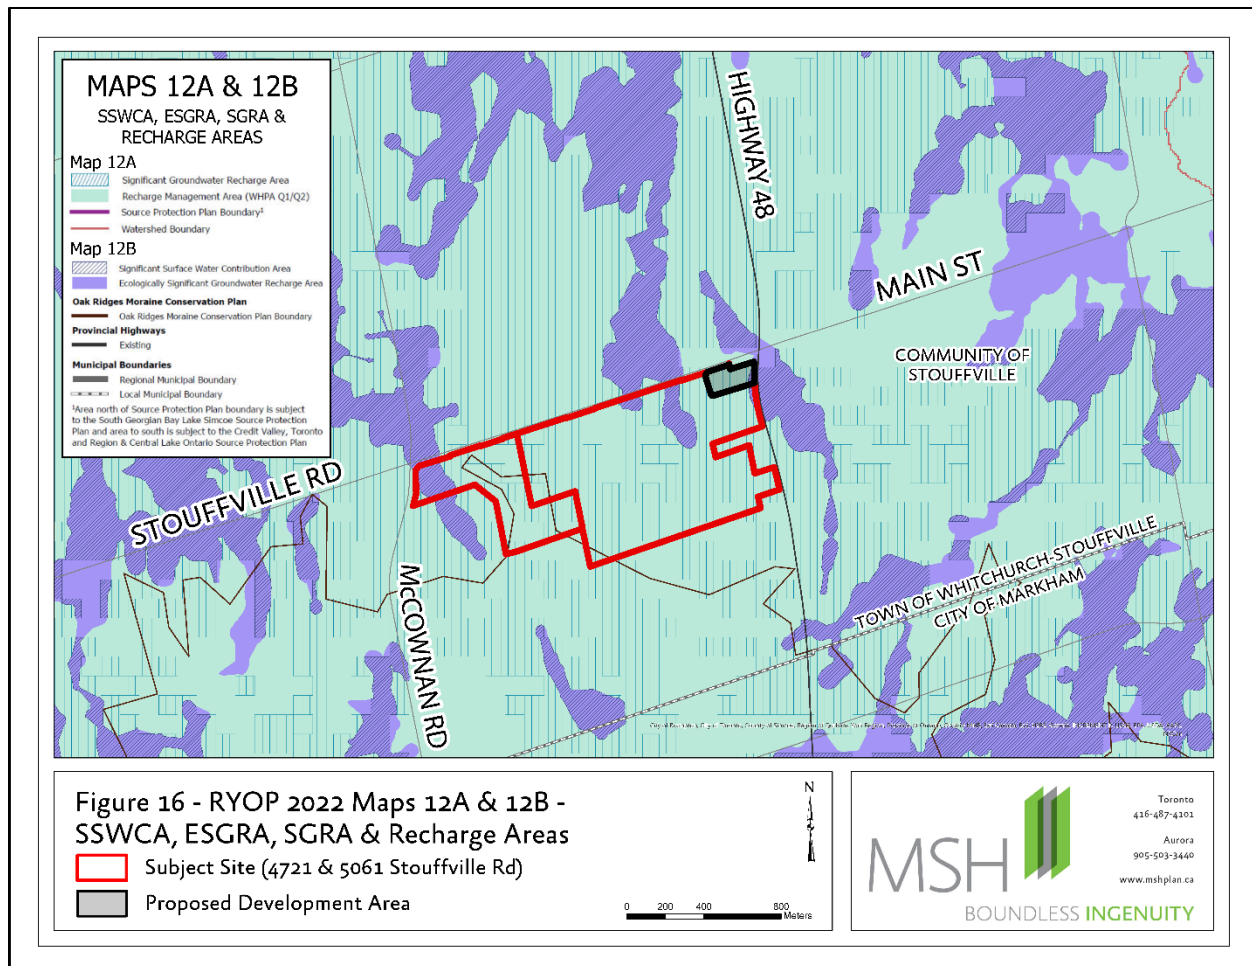 MAPS 12A & 12B
SSWCA, ESGRA, SGRA &
RECHARGE AREAS
Map 12A
Significant Groundwater Recharge Area
Recharge Management Area (WHPA Q1/Q2)
Source Protection Plan Boundary¹
Watershed Boundary
Map 12B
Significant Surface Water Contribution Area
Ecologically Significant Groundwater Recharge Area
Oak Ridges Moraine Conservation Plan
Oak Ridges Moraine Conservation Plan Boundary
Provincial Highways
Existing
Municipal Boundaries
Regional Municipal Boundary
Local Municipal Boundary
¹Area north of Source Protection Plan boundary is subject
to the South Georgian Bay Lake Simcoe Source Protection
Plan and area to south is subject to the Credit Valley, Toronto
and Region & Central Lake Ontario Source Protection Plan
HIGHWAY 48
MAIN ST
COMMUNITY OF
STOUFFVILLE
STOUFFVILLE RD
McCOWNAN RD
TOWN OF WHITCHURCH-STOUFFVILLE
CITY OF MARKHAM
Figure 16 - RYOP 2022 Maps 12A & 12B -
SSWCA, ESGRA, SGRA & Recharge Areas
Subject Site (4721 & 5061 Stouffville Rd)
Proposed Development Area
N
0 200 400 800
Meters
MSH
BOUNDLESS INGENUITY
Toronto
416-487-4101
Aurora
905-503-3440
www.mshplan.ca